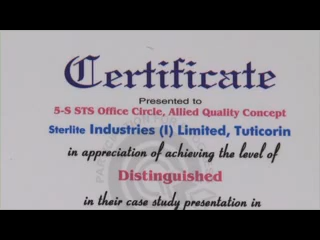 Certificate
Presented to
5-S STS Office Circle, Allied Quality Concept
Sterlite Industries (I) Limited, Tuticorin
in appreciation of achieving the level of
Distinguished
in their case study presentation in